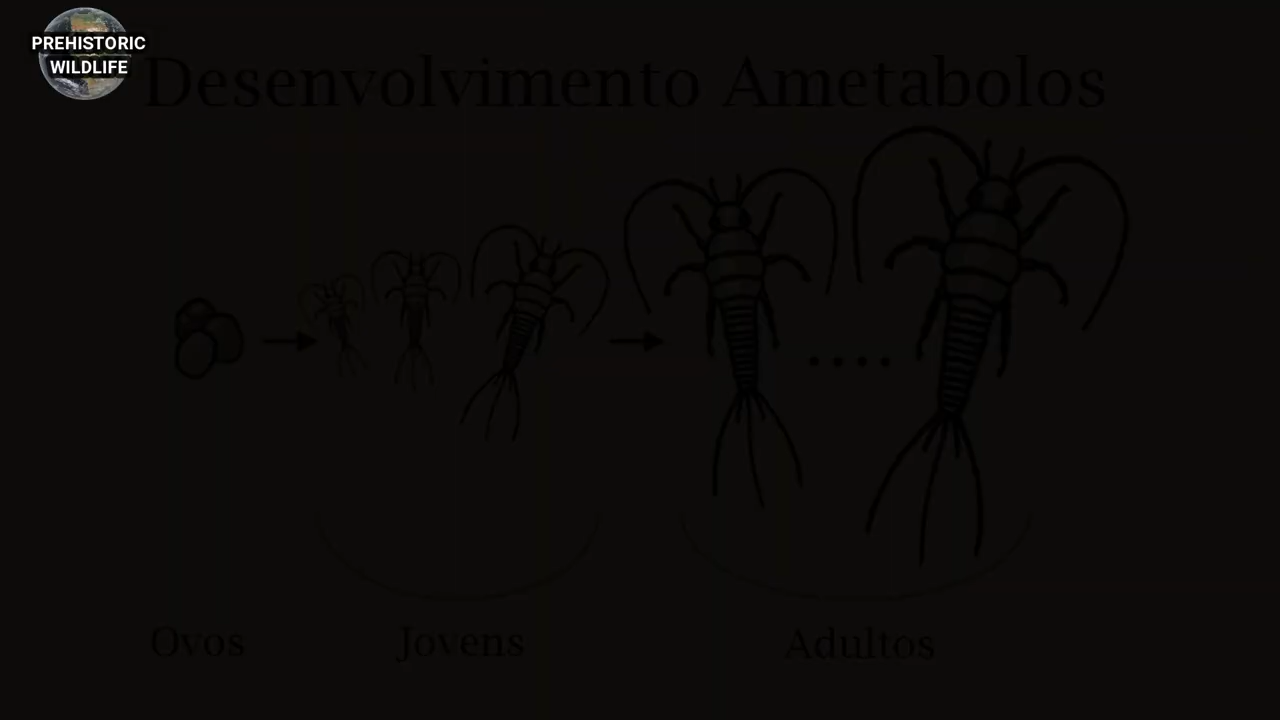 PREHISTORIC
WILDLIFE
Desenvolvimento Ametabolos
Ovos
Jovens
Adultos